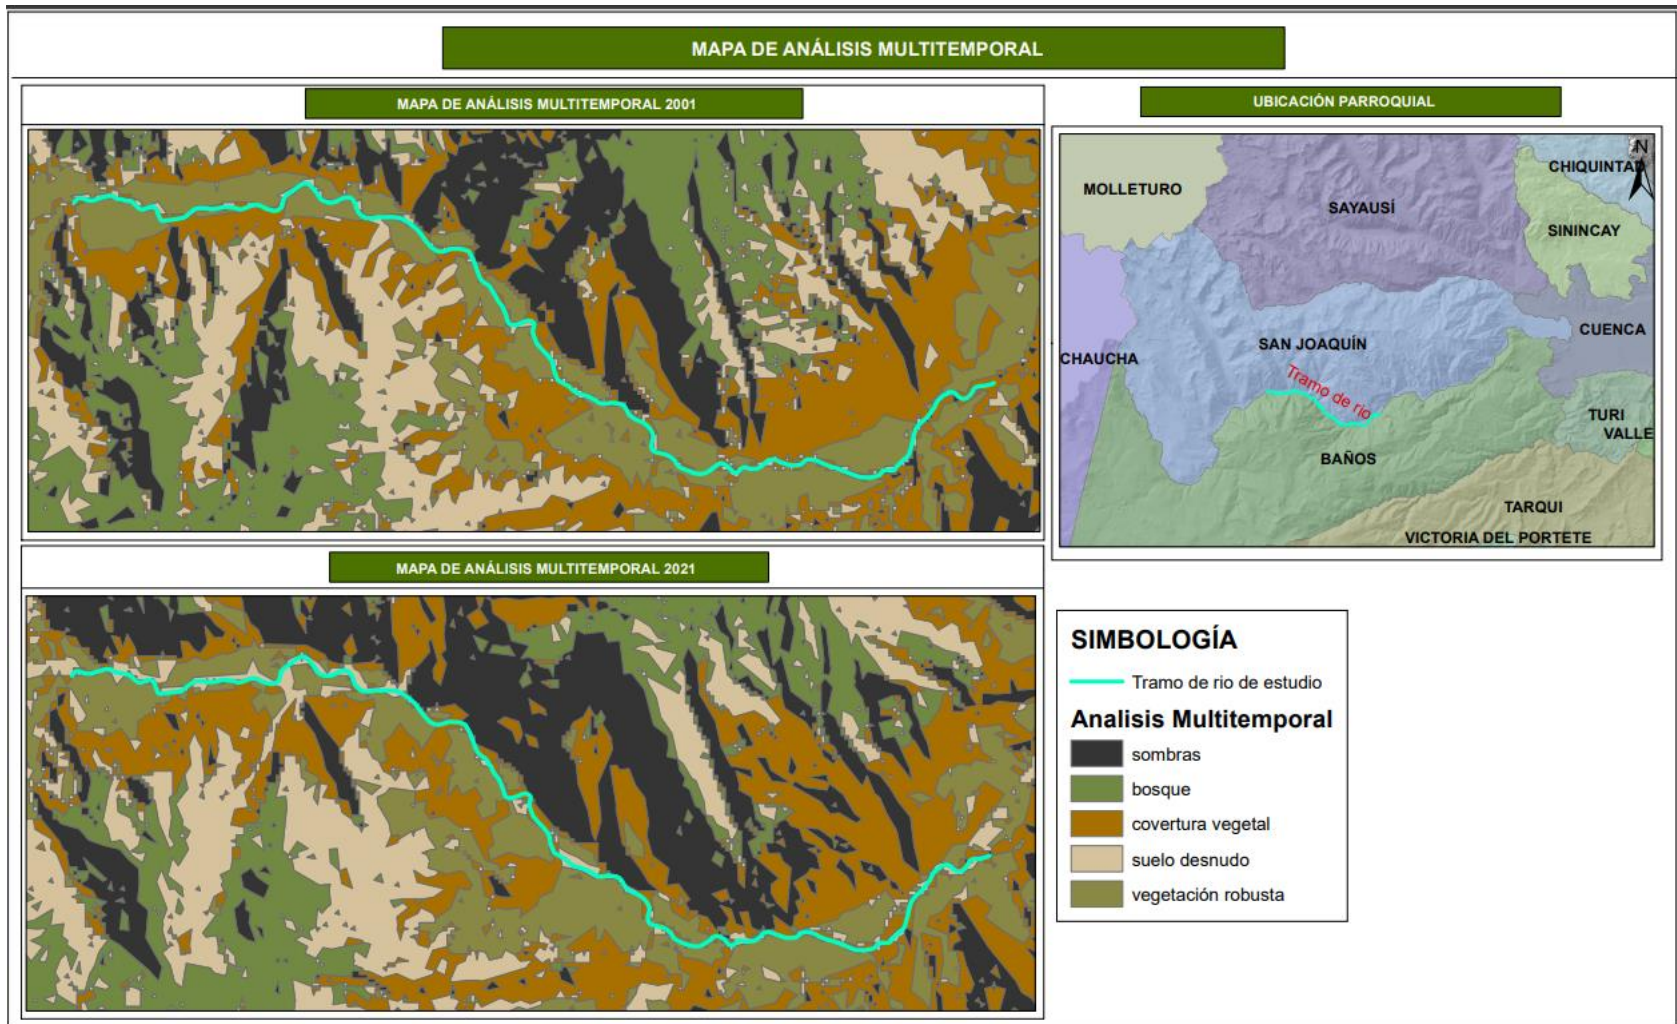 MAPA DE ANÁLISIS MULTITEMPORAL
MAPA DE ANÁLISIS MULTITEMPORAL 2001
UBICACIÓN PARROQUIAL
N
CHIQUINTAD
MOLLETURO
SAYAUSÍ
SININCAY
CUENCA
SAN JOAQUÍN
CHAUCHA
Tramo de rio
TURI
VALLE
BAÑOS
TARQUI
VICTORIA DEL PORTETE
MAPA DE ANÁLISIS MULTITEMPORAL 2021
SIMBOLOGÍA
Tramo de rio de estudio
Analisis Multitemporal
sombras
bosque
covertura vegetal
suelo desnudo
vegetación robusta